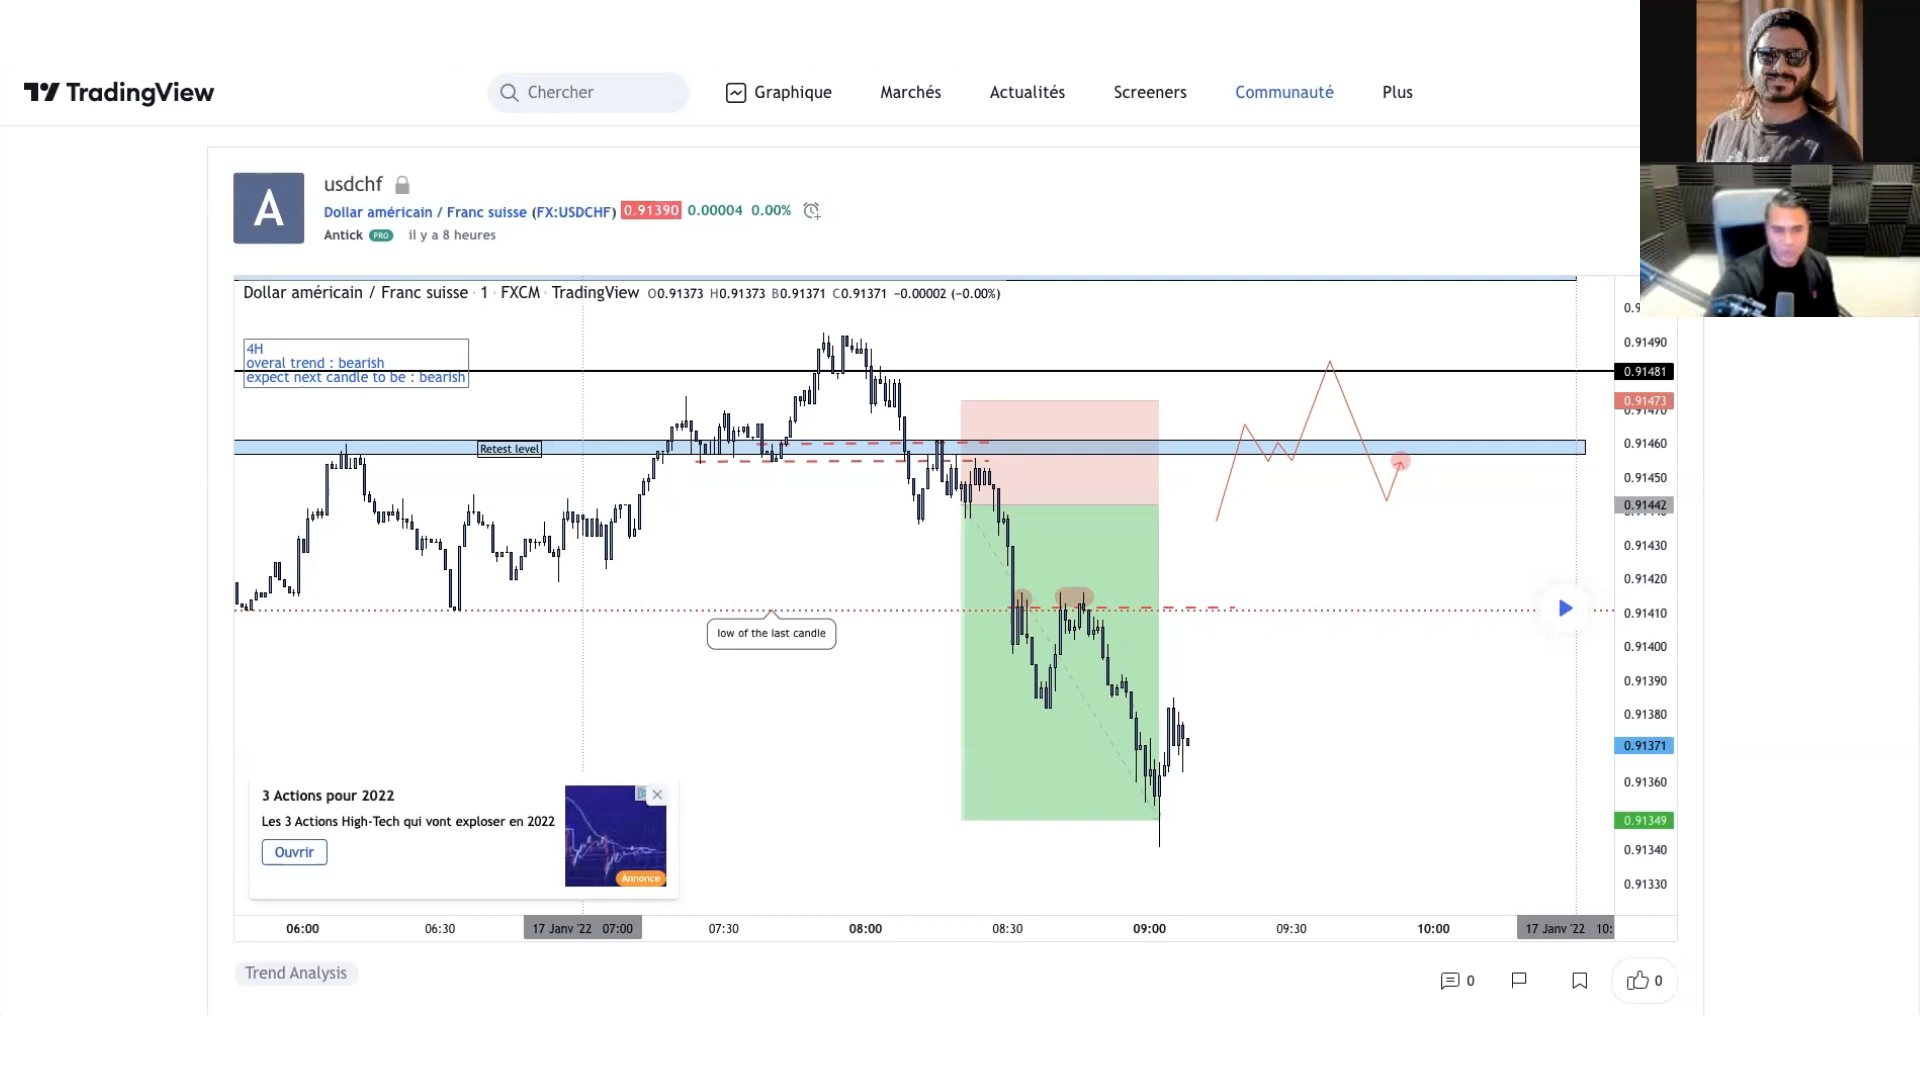 TradingView
Chercher
Graphique
Marchés
Actualités
Screeners
Communauté
Plus
A
usdchf
Dollar américain / Franc suisse (FX:USDCHF) 0.91390 0.00004 0.00%
Antick PRO il y a 8 heures
Dollar américain / Franc suisse · 1 · FXCM · TradingView O0.91373 H0.91373 B0.91371 C0.91371 −0.00002 (−0.00%)
4H
overal trend : bearish
expect next candle to be : bearish
Retest level
low of the last candle
0.91490
0.91481
0.91473
0.91470
0.91460
0.91450
0.91442
0.91430
0.91420
0.91410
0.91400
0.91390
0.91380
0.91371
0.91360
0.91349
0.91340
0.91330
3 Actions pour 2022
Les 3 Actions High-Tech qui vont exploser en 2022
Ouvrir
Annonce
06:00
06:30
17 Janv '22 07:00
07:30
08:00
08:30
09:00
09:30
10:00
17 Janv '22 10:
Trend Analysis
0
0